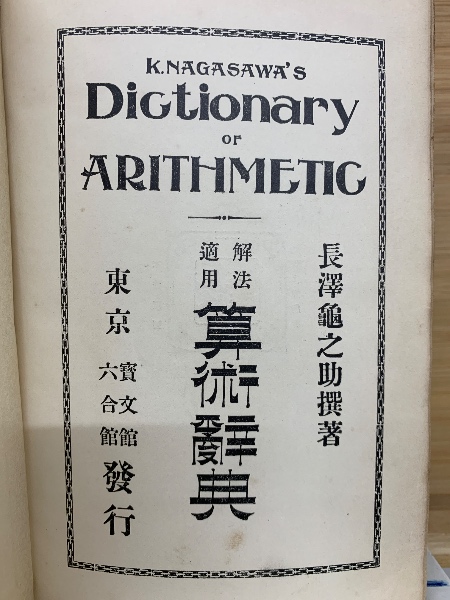 K. NAGASAWA'S
Dictionary
OF
ARITHMETIC
長澤龜之助撰著
解法
適用
算術辭典
東京
寶文館
六合館
發行